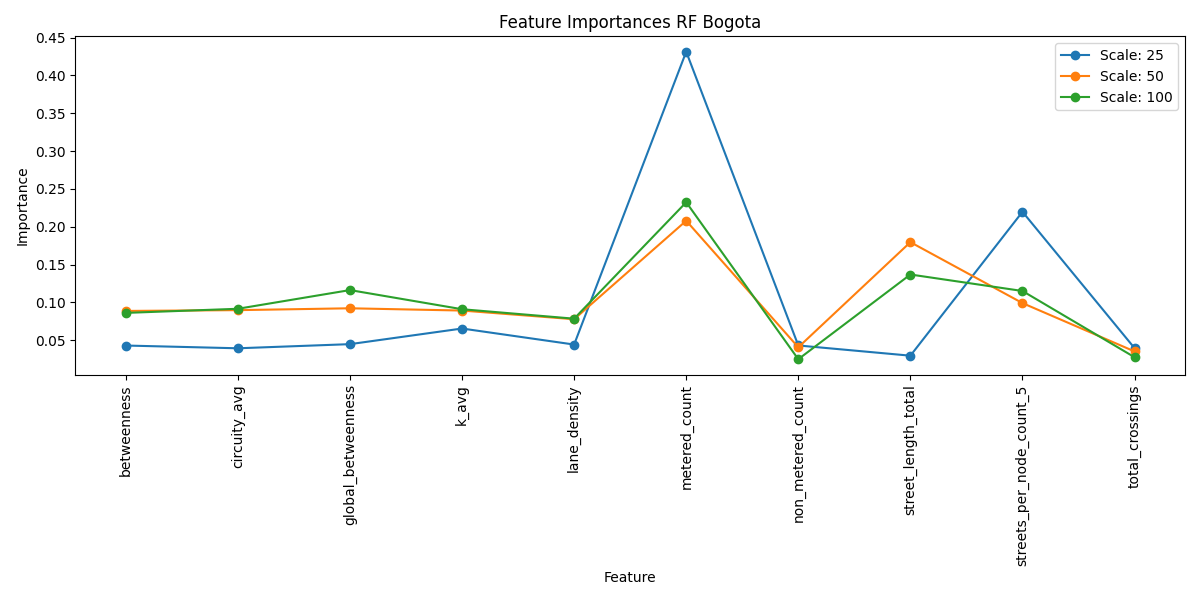 Feature Importances RF Bogota
Scale: 25
Scale: 50
Scale: 100
Importance
0.45
0.40
0.35
0.30
0.25
0.20
0.15
0.10
0.05
betweenness
circuity_avg
global_betweenness
k_avg
lane_density
metered_count
non_metered_count
street_length_total
streets_per_node_count_5
total_crossings
Feature